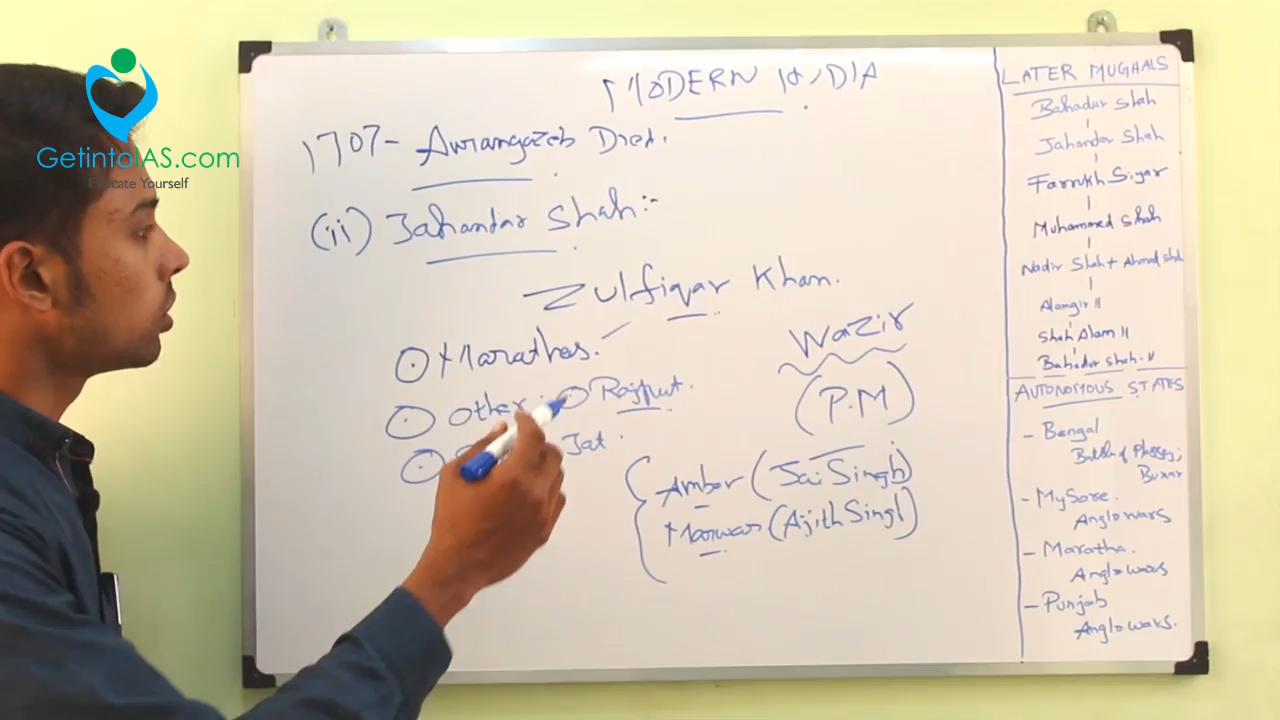 GetintoIAS.com
Educate Yourself
MODERN INDIA
1707- Aurangazeb Died.
(ii) Jahandar Shah:-
Zulfiqar Khan.
Marathas.
Other
Rajput.
Jat
Wazir
(P.M)
Amber (Jai Singh)
Marwar (Ajith Singh)
LATER MUGHALS
Bahadur Shah
Jahandar Shah
Farrukh Siyar
Muhammed Shah
Nadir Shah + Ahmad Shah
Alamgir II
Shah Alam II
Bahadur Shah-II
AUTONOMOUS STATES
- Bengal
Battle of Plassey;
Buxar
- MySore.
Anglo wars
- Maratha.
Anglo wars
- Punjab
Anglo wars.